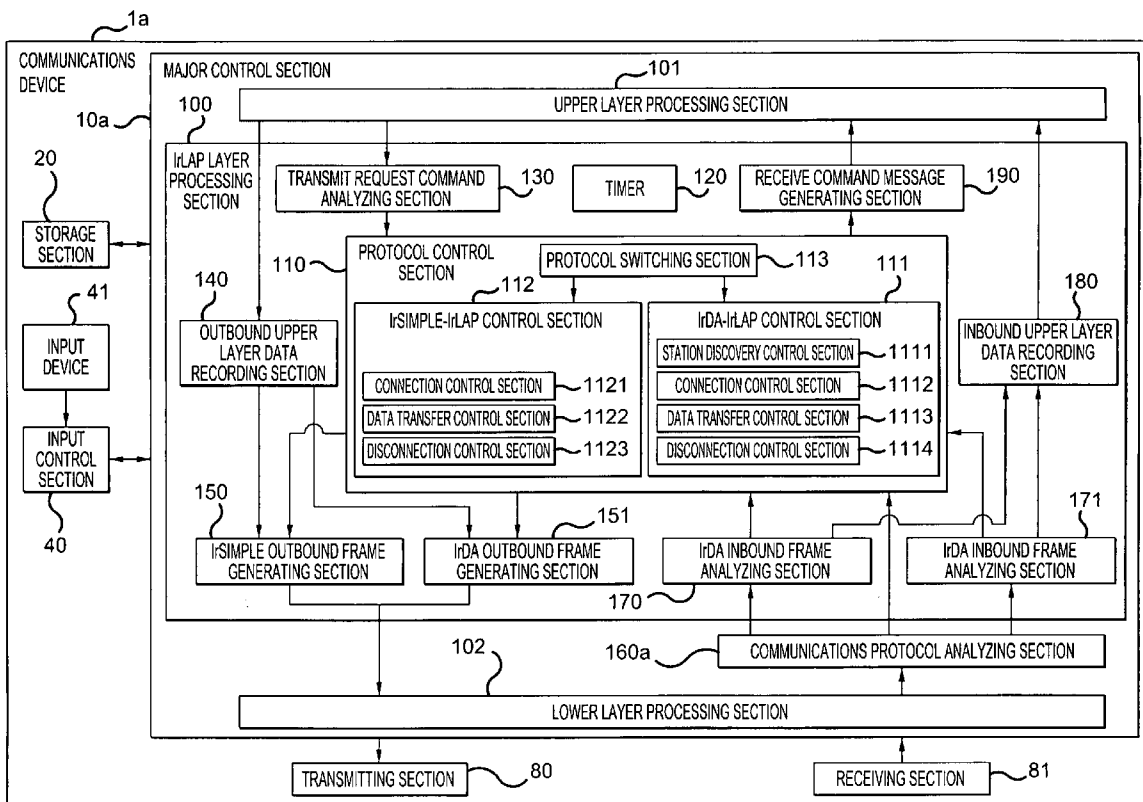 1a
COMMUNICATIONS
DEVICE
MAJOR CONTROL SECTION
101
10a
UPPER LAYER PROCESSING SECTION
100
IrLAP LAYER
PROCESSING
SECTION
TRANSMIT REQUEST COMMAND
ANALYZING SECTION
130
TIMER
120
RECEIVE COMMAND MESSAGE
GENERATING SECTION
190
20
STORAGE
SECTION
110
PROTOCOL CONTROL
SECTION
PROTOCOL SWITCHING SECTION
113
112
111
140
180
41
INPUT
DEVICE
OUTBOUND UPPER
LAYER DATA
RECORDING SECTION
IrSIMPLE-IrLAP CONTROL SECTION
IrDA-IrLAP CONTROL SECTION
INBOUND UPPER
LAYER DATA RECORDING
SECTION
STATION DISCOVERY CONTROL SECTION
1111
CONNECTION CONTROL SECTION
1121
CONNECTION CONTROL SECTION
1112
DATA TRANSFER CONTROL SECTION
1122
DATA TRANSFER CONTROL SECTION
1113
DISCONNECTION CONTROL SECTION
1123
DISCONNECTION CONTROL SECTION
1114
INPUT
CONTROL
SECTION
40
150
151
171
IrSIMPLE OUTBOUND FRAME
GENERATING SECTION
IrDA OUTBOUND FRAME
GENERATING SECTION
IrDA INBOUND FRAME
ANALYZING SECTION
IrDA INBOUND FRAME
ANALYZING SECTION
170
160a
COMMUNICATIONS PROTOCOL ANALYZING SECTION
102
LOWER LAYER PROCESSING SECTION
TRANSMITTING SECTION
80
RECEIVING SECTION
81